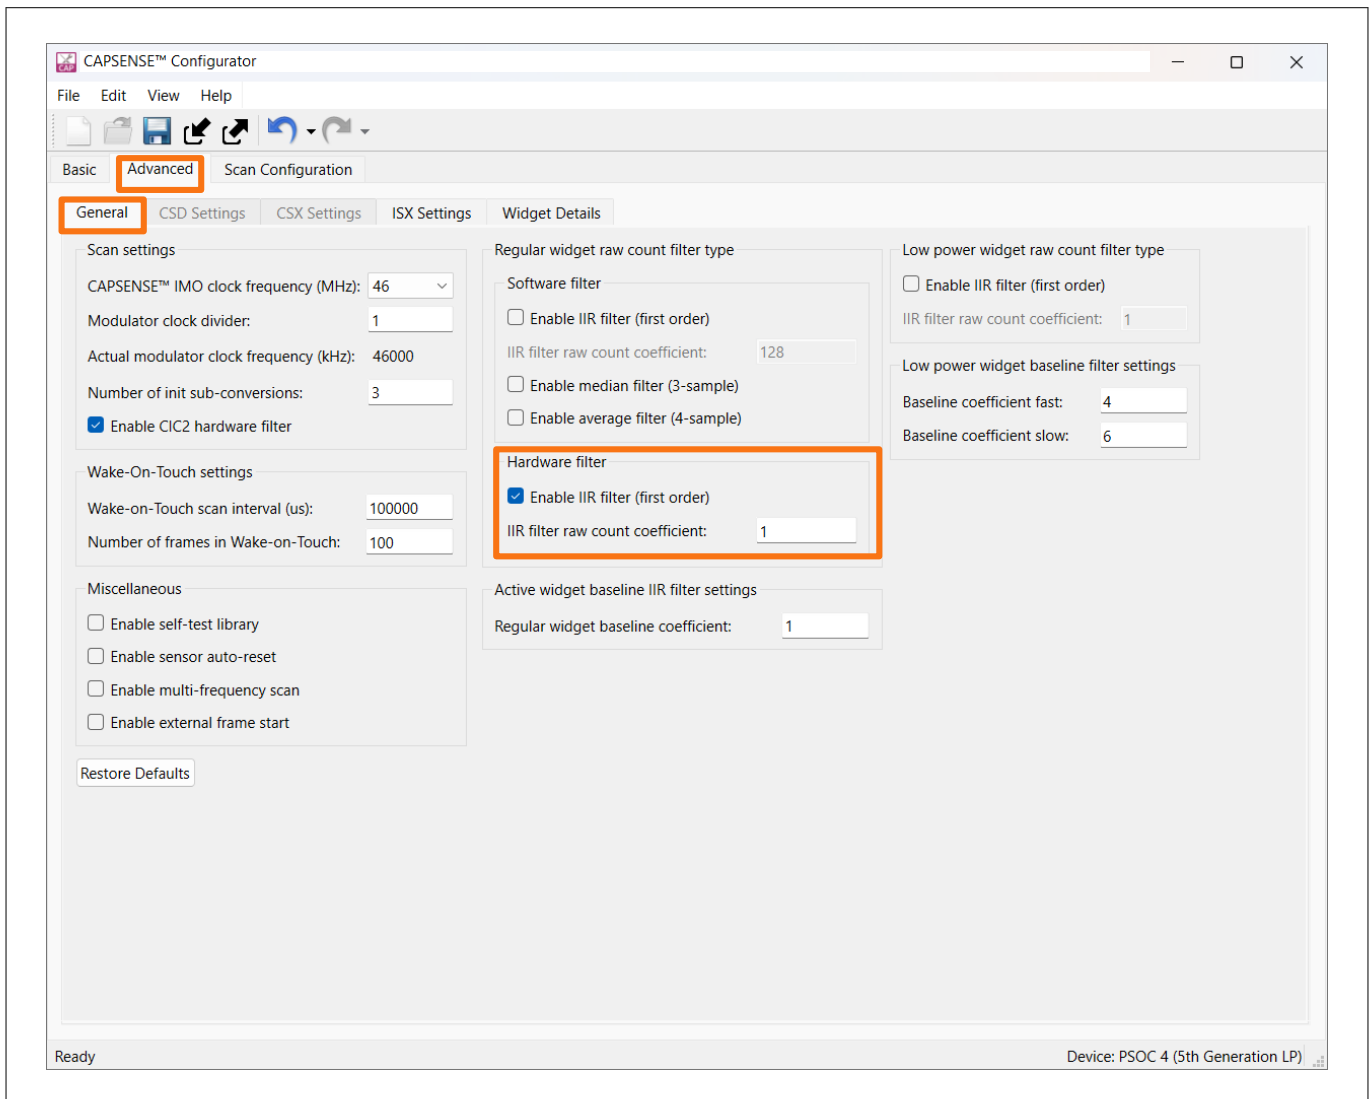 CAPSENSE™ Configurator
File Edit View Help
Basic Advanced Scan Configuration
General CSD Settings CSX Settings ISX Settings Widget Details
Scan settings
CAPSENSE™ IMO clock frequency (MHz): 46
Modulator clock divider: 1
Actual modulator clock frequency (kHz): 46000
Number of init sub-conversions: 3
Enable CIC2 hardware filter
Wake-On-Touch settings
Wake-on-Touch scan interval (us): 100000
Number of frames in Wake-on-Touch: 100
Miscellaneous
Enable self-test library
Enable sensor auto-reset
Enable multi-frequency scan
Enable external frame start
Restore Defaults
Regular widget raw count filter type
Software filter
Enable IIR filter (first order)
IIR filter raw count coefficient: 128
Enable median filter (3-sample)
Enable average filter (4-sample)
Hardware filter
Enable IIR filter (first order)
IIR filter raw count coefficient: 1
Active widget baseline IIR filter settings
Regular widget baseline coefficient: 1
Low power widget raw count filter type
Enable IIR filter (first order)
IIR filter raw count coefficient: 1
Low power widget baseline filter settings
Baseline coefficient fast: 4
Baseline coefficient slow: 6
Ready
Device: PSOC 4 (5th Generation LP)